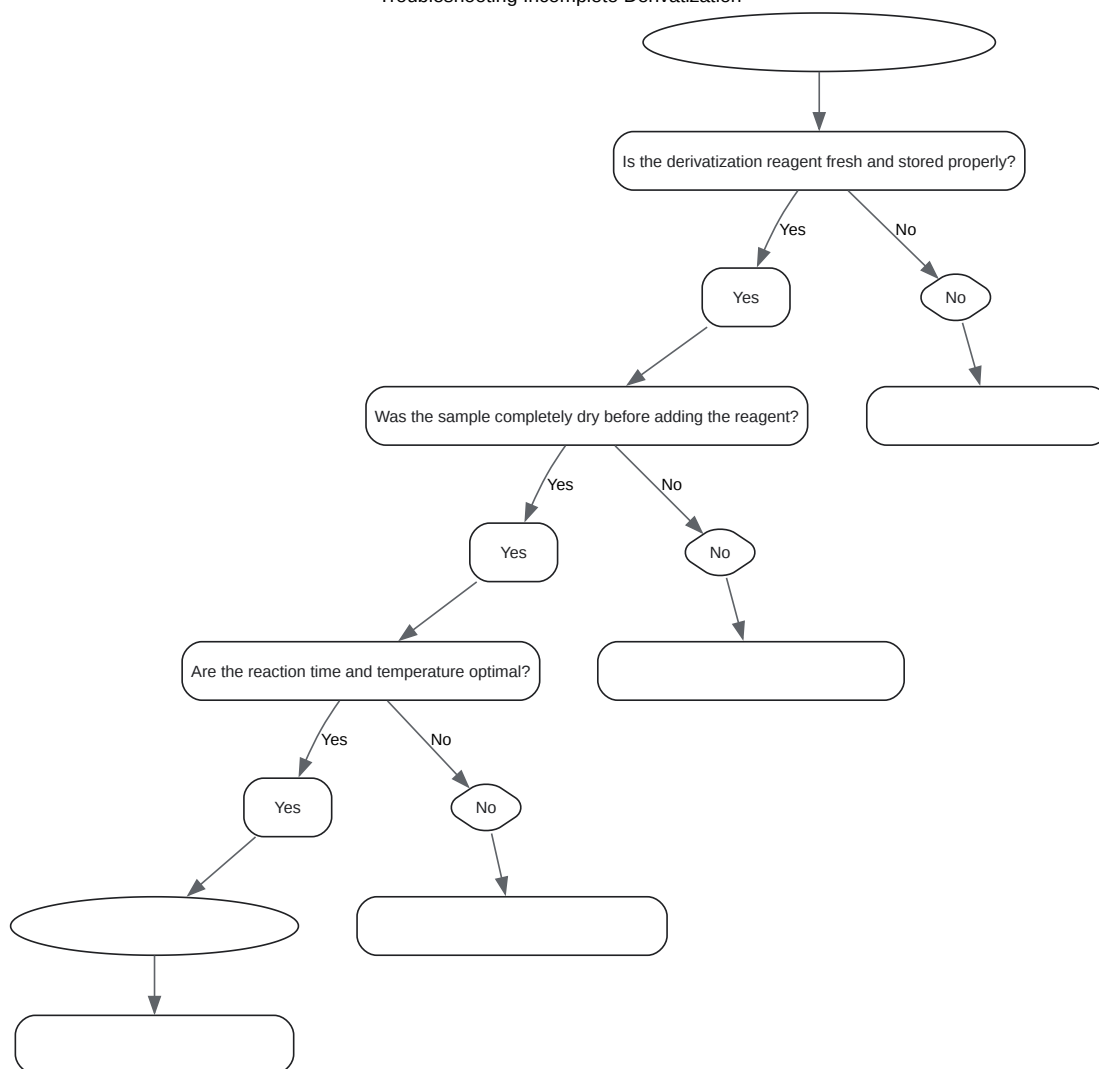 Troubleshooting Incomplete Derivatization
Is the derivatization reagent fresh and stored properly?
Yes
No
Yes
No
Was the sample completely dry before adding the reagent?
Yes
No
Yes
No
Are the reaction time and temperature optimal?
Yes
No
Yes
No